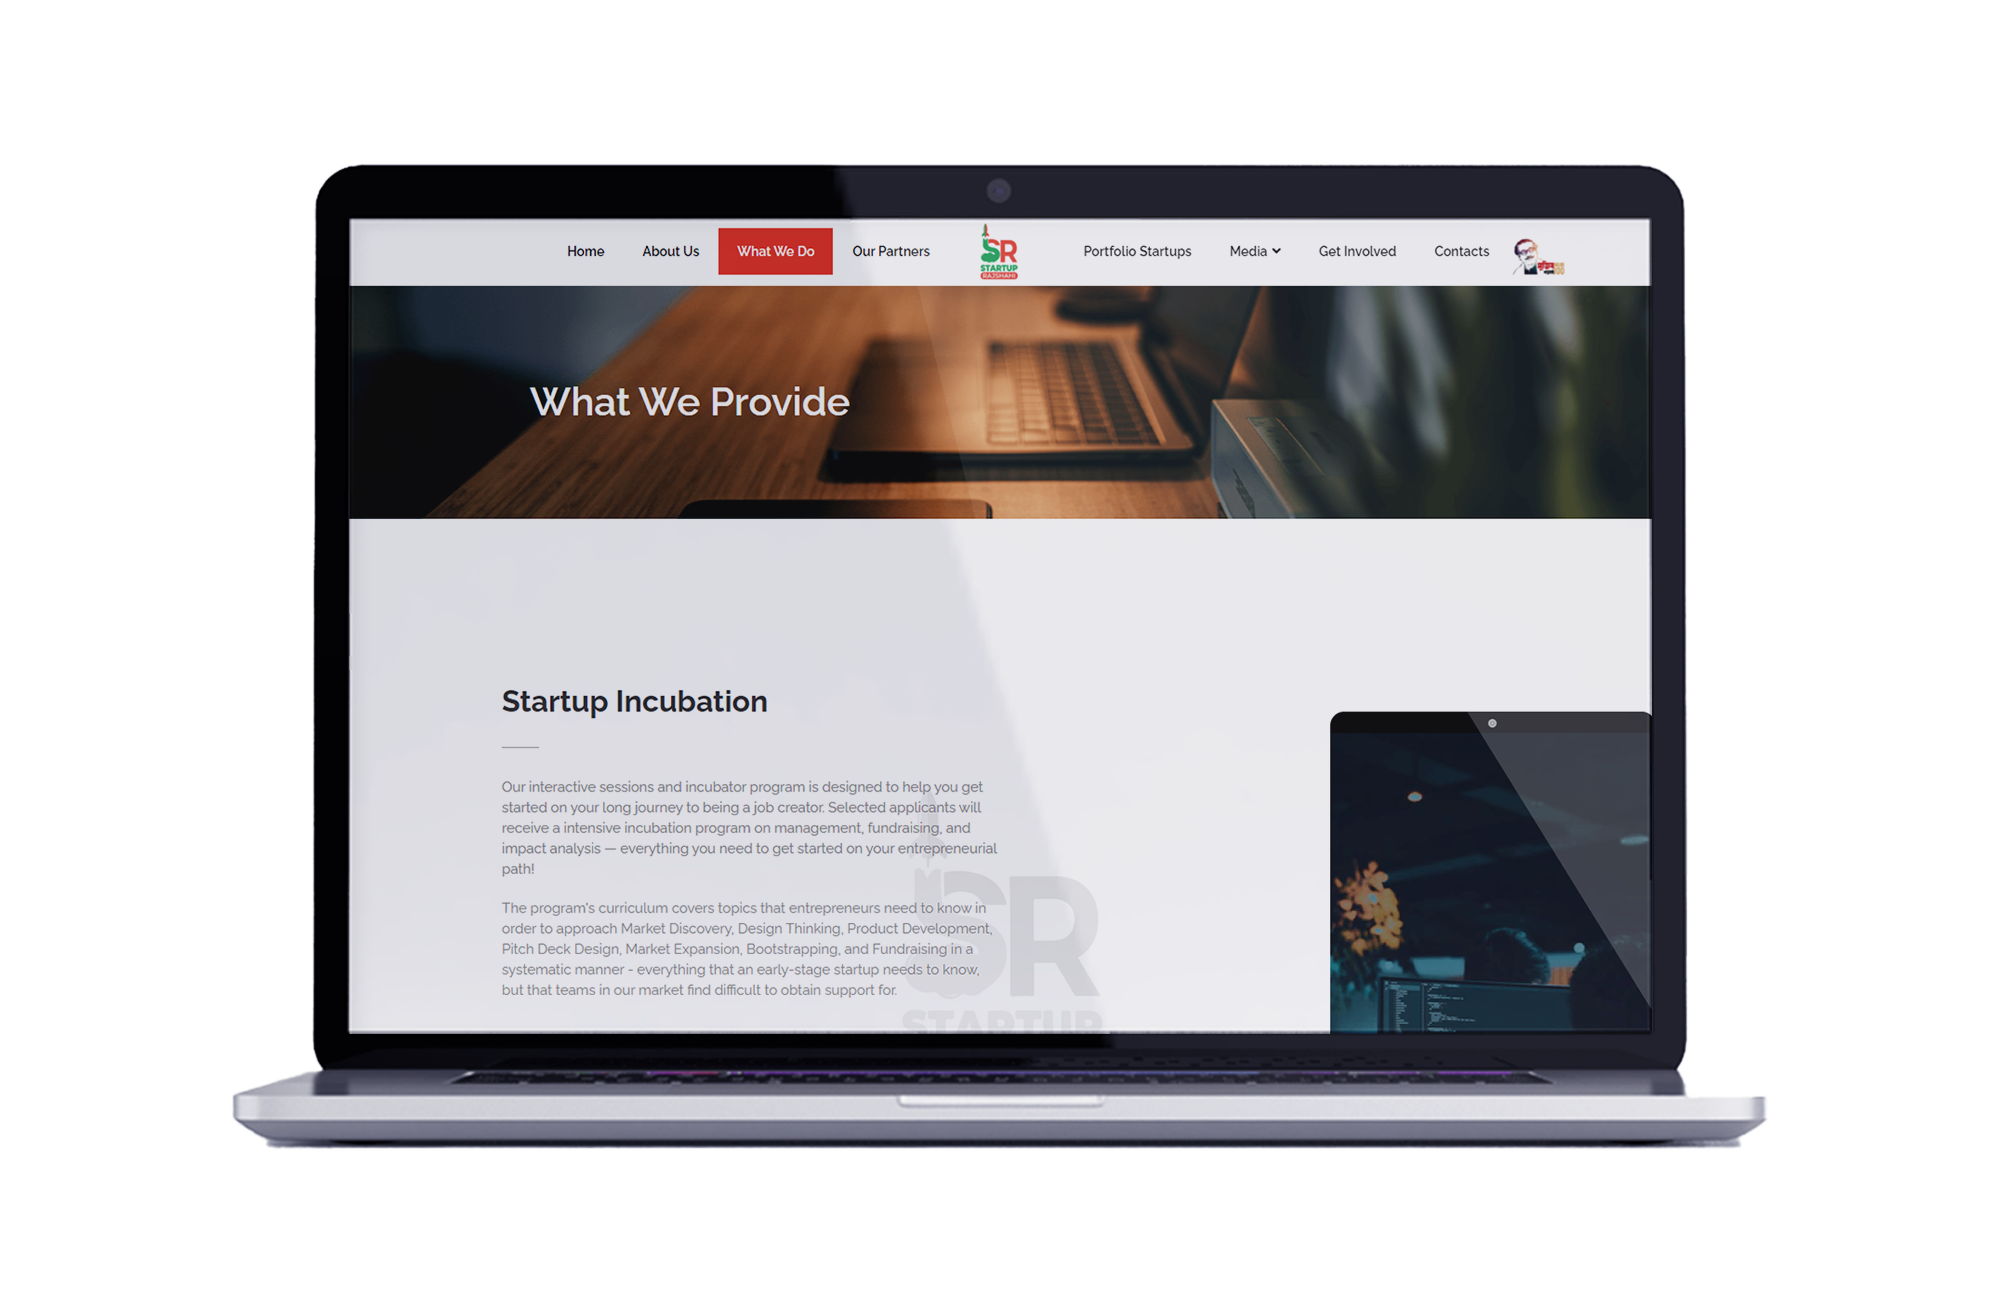 Home About Us What We Do Our Partners
SR
STARTUP
RAJSHAHI
Portfolio Startups Media Get Involved Contacts
What We Provide
Startup Incubation
Our interactive sessions and incubator program is designed to help you get
started on your long journey to being a job creator. Selected applicants will
receive a intensive incubation program on management, fundraising, and
impact analysis — everything you need to get started on your entrepreneurial
path!
The program's curriculum covers topics that entrepreneurs need to know in
order to approach Market Discovery, Design Thinking, Product Development,
Pitch Deck Design, Market Expansion, Bootstrapping, and Fundraising in a
systematic manner - everything that an early-stage startup needs to know,
but that teams in our market find difficult to obtain support for.
SR
STARTUP